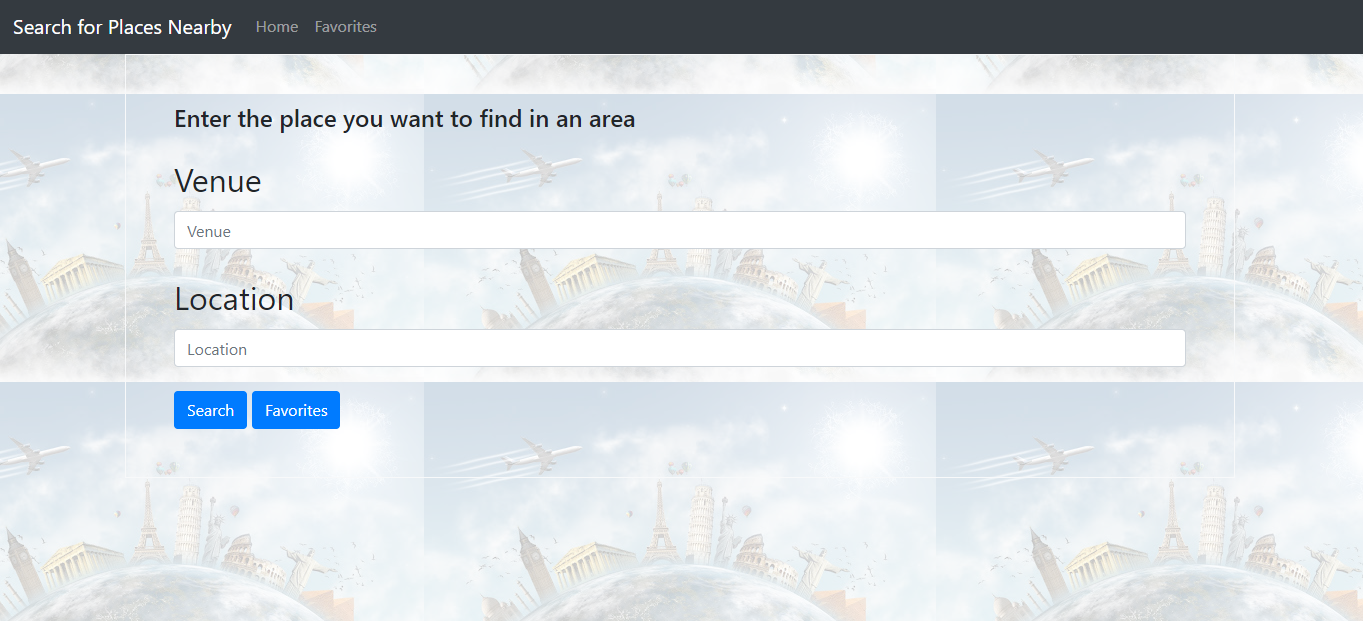 Search for Places Nearby Home Favorites
Enter the place you want to find in an area
Venue
Venue
Location
Location
Search Favorites